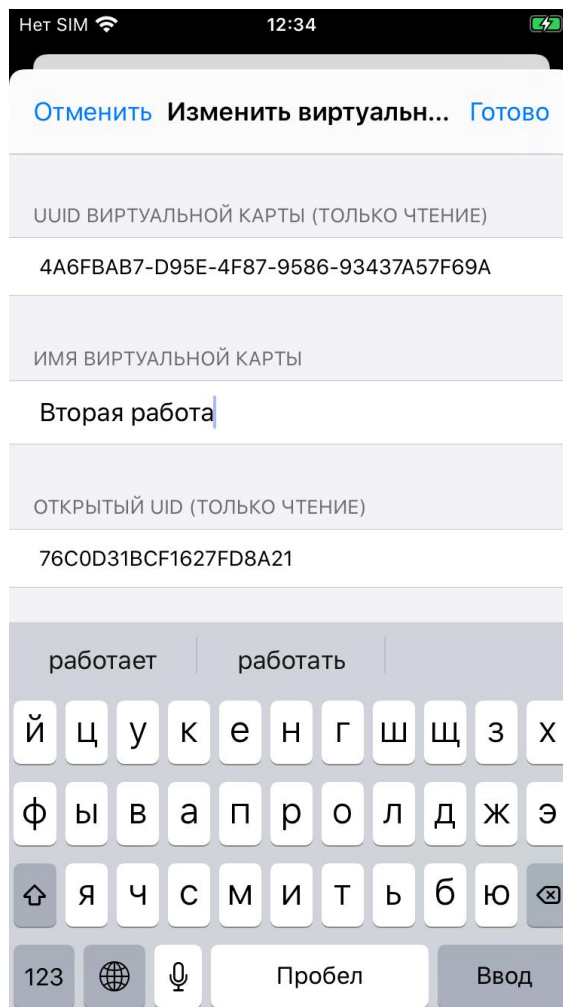 Нет SIM 12:34
Отменить Изменить виртуальн... Готово
UUID ВИРТУАЛЬНОЙ КАРТЫ (ТОЛЬКО ЧТЕНИЕ)
4A6FBAB7-D95E-4F87-9586-93437A57F69A
ИМЯ ВИРТУАЛЬНОЙ КАРТЫ
Вторая работа
ОТКРЫТЫЙ UID (ТОЛЬКО ЧТЕНИЕ)
76C0D31BCF1627FD8A21
работает работать
й ц у к е н г ш щ з х
ф ы в а п р о л д ж э
я ч с м и т ь б ю
123 Пробел Ввод